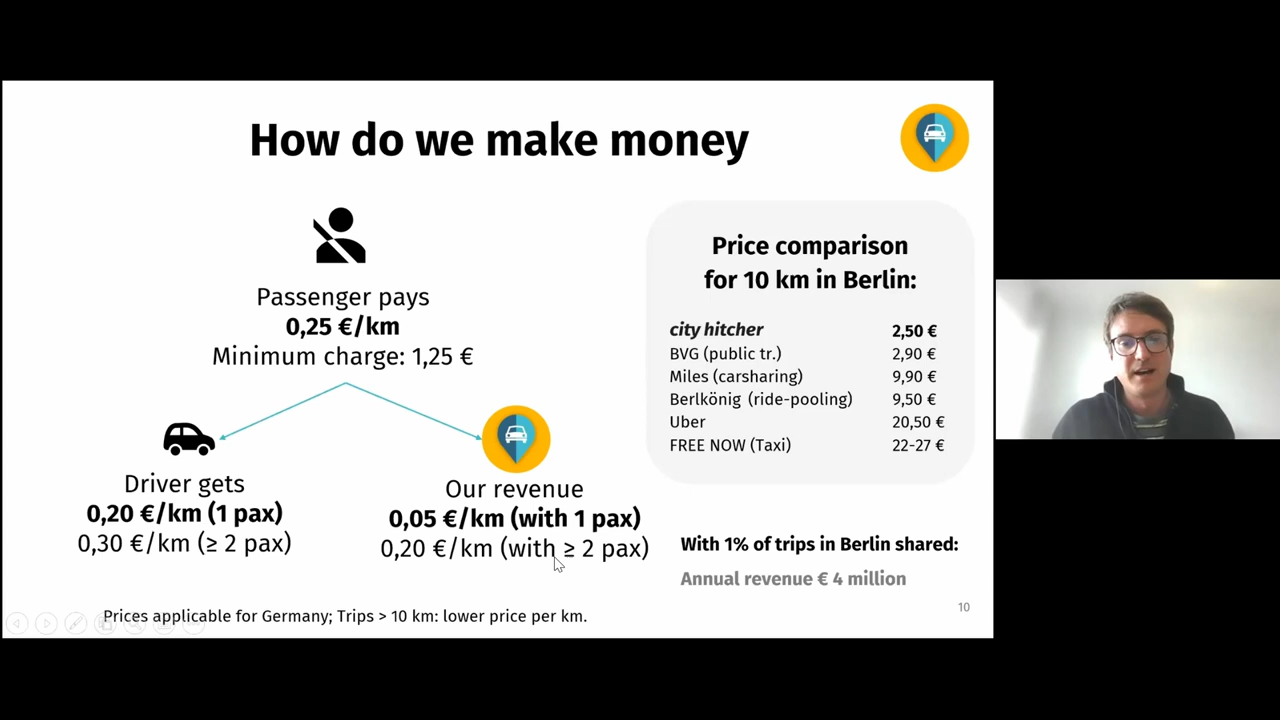 How do we make money
Passenger pays
0,25 €/km
Minimum charge: 1,25 €
Driver gets
0,20 €/km (1 pax)
0,30 €/km (≥ 2 pax)
Our revenue
0,05 €/km (with 1 pax)
0,20 €/km (with ≥ 2 pax)
Price comparison
for 10 km in Berlin:
city hitcher 2,50 €
BVG (public tr.) 2,90 €
Miles (carsharing) 9,90 €
Berlkönig (ride-pooling) 9,50 €
Uber 20,50 €
FREE NOW (Taxi) 22-27 €
With 1% of trips in Berlin shared:
Annual revenue € 4 million
10
Prices applicable for Germany; Trips > 10 km: lower price per km.